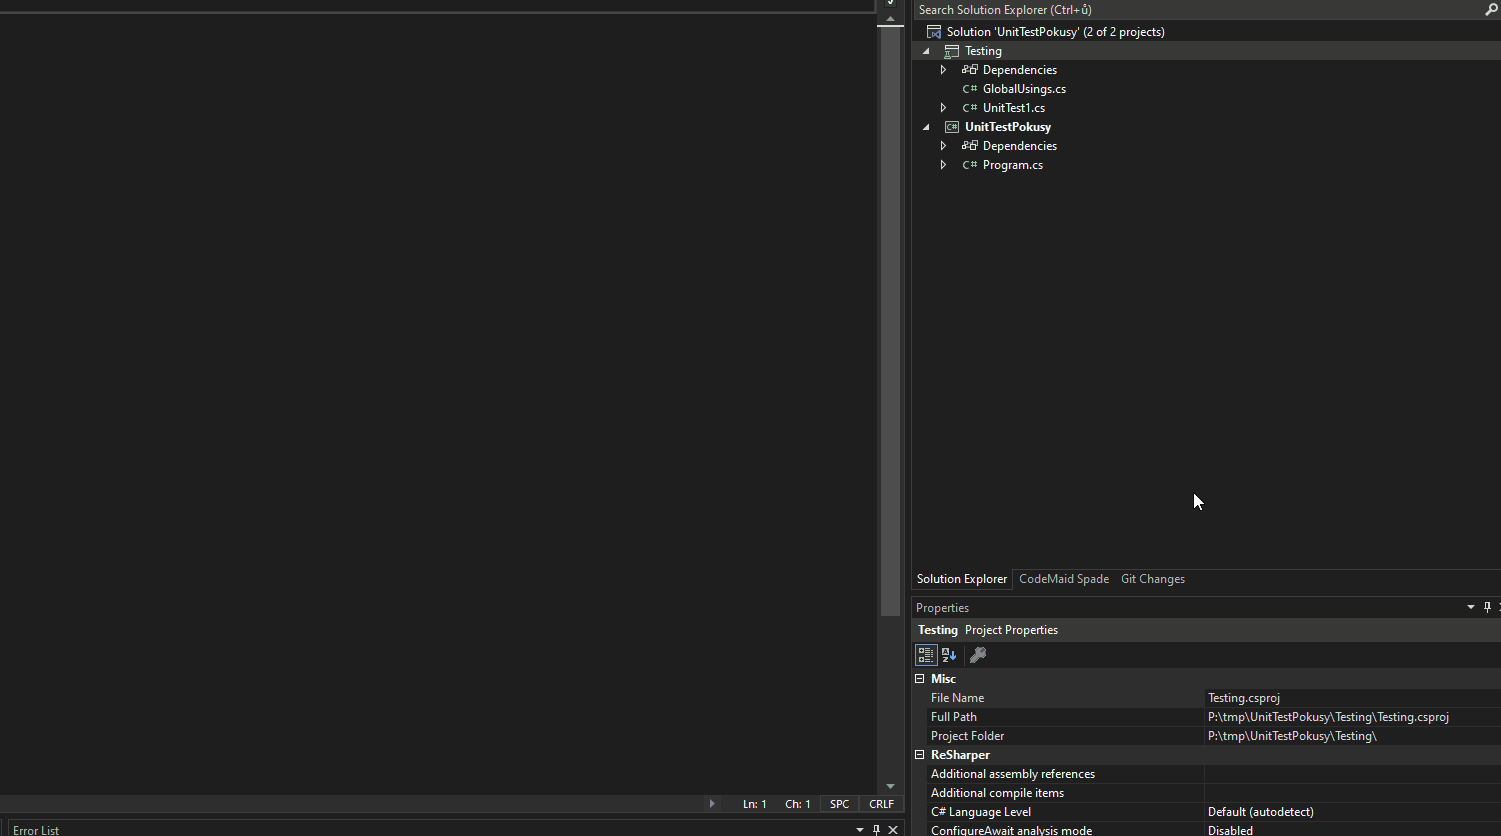 Search Solution Explorer (Ctrl+ů)
Solution 'UnitTestPokusy' (2 of 2 projects)
Testing
Dependencies
C# GlobalUsings.cs
C# UnitTest1.cs
C# UnitTestPokusy
Dependencies
C# Program.cs
Solution Explorer CodeMaid Spade Git Changes
Properties
Testing Project Properties
Misc
File Name Testing.csproj
Full Path P:\tmp\UnitTestPokusy\Testing\Testing.csproj
Project Folder P:\tmp\UnitTestPokusy\Testing\
ReSharper
Additional assembly references
Additional compile items
C# Language Level Default (autodetect)
ConfigureAwait analysis mode Disabled
Ln: 1 Ch: 1 SPC CRLF
Error List